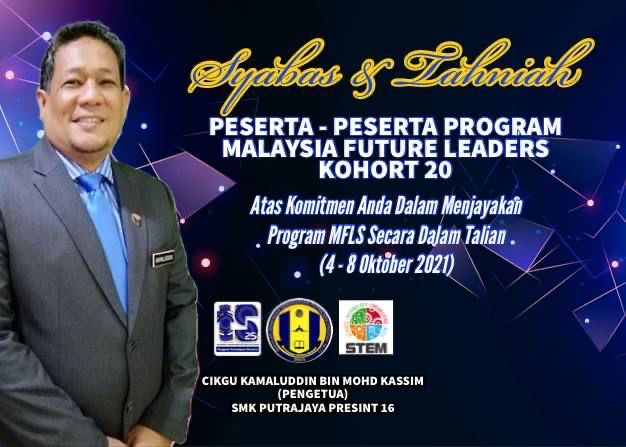 Syabas & Tahniah
PESERTA - PESERTA PROGRAM
MALAYSIA FUTURE LEADERS
KOHORT 20
Atas Komitmen Anda Dalam Menjayakan
Program MFLS Secara Dalam Talian
(4 - 8 Oktober 2021)
25
STEM
CIKGU KAMALUDDIN BIN MOHD KASSIM
(PENGETUA)
SMK PUTRAJAYA PRESINT 16